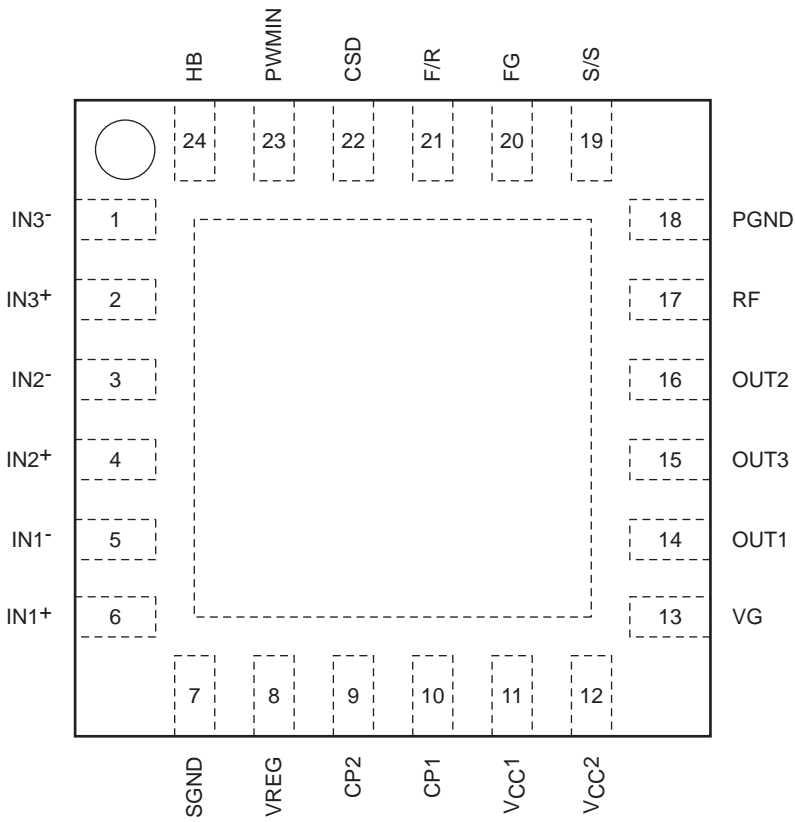 HB PWMIN CSD F/R FG S/S
24 23 22 21 20 19
IN3- 1 18 PGND
IN3+ 2 17 RF
IN2- 3 16 OUT2
IN2+ 4 15 OUT3
IN1- 5 14 OUT1
IN1+ 6 13 VG
7 8 9 10 11 12
SGND VREG CP2 CP1 VCC1 VCC2